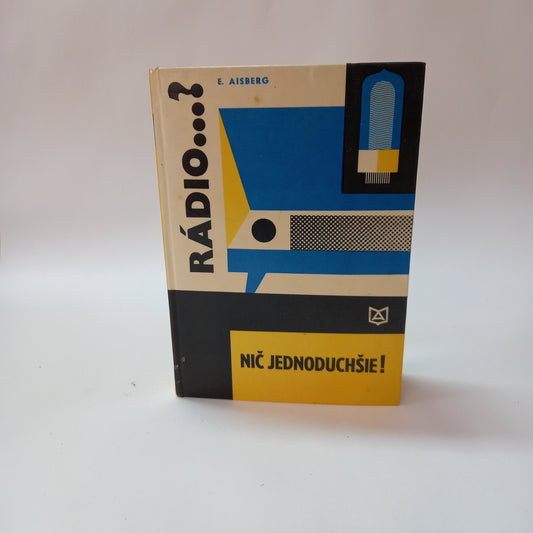 E. AISBERG
RÁDIO...?
NIČ JEDNODUCHŠIE!